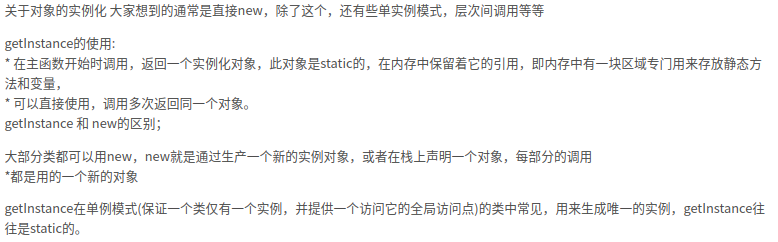 关于对象的实例化 大家想到的通常是直接new，除了这个，还有些单实例模式，层次间调用等等
getInstance的使用:
* 在主函数开始时调用，返回一个实例化对象，此对象是static的，在内存中保留着它的引用，即内存中有一块区域专门用来存放静态方
法和变量，
* 可以直接使用，调用多次返回同一个对象。
getInstance 和 new的区别；
大部分类都可以用new，new就是通过生产一个新的实例对象，或者在栈上声明一个对象，每部分的调用
*都是用的一个新的对象
getInstance在单例模式(保证一个类仅有一个实例，并提供一个访问它的全局访问点)的类中常见，用来生成唯一的实例，getInstance往
往是static的。